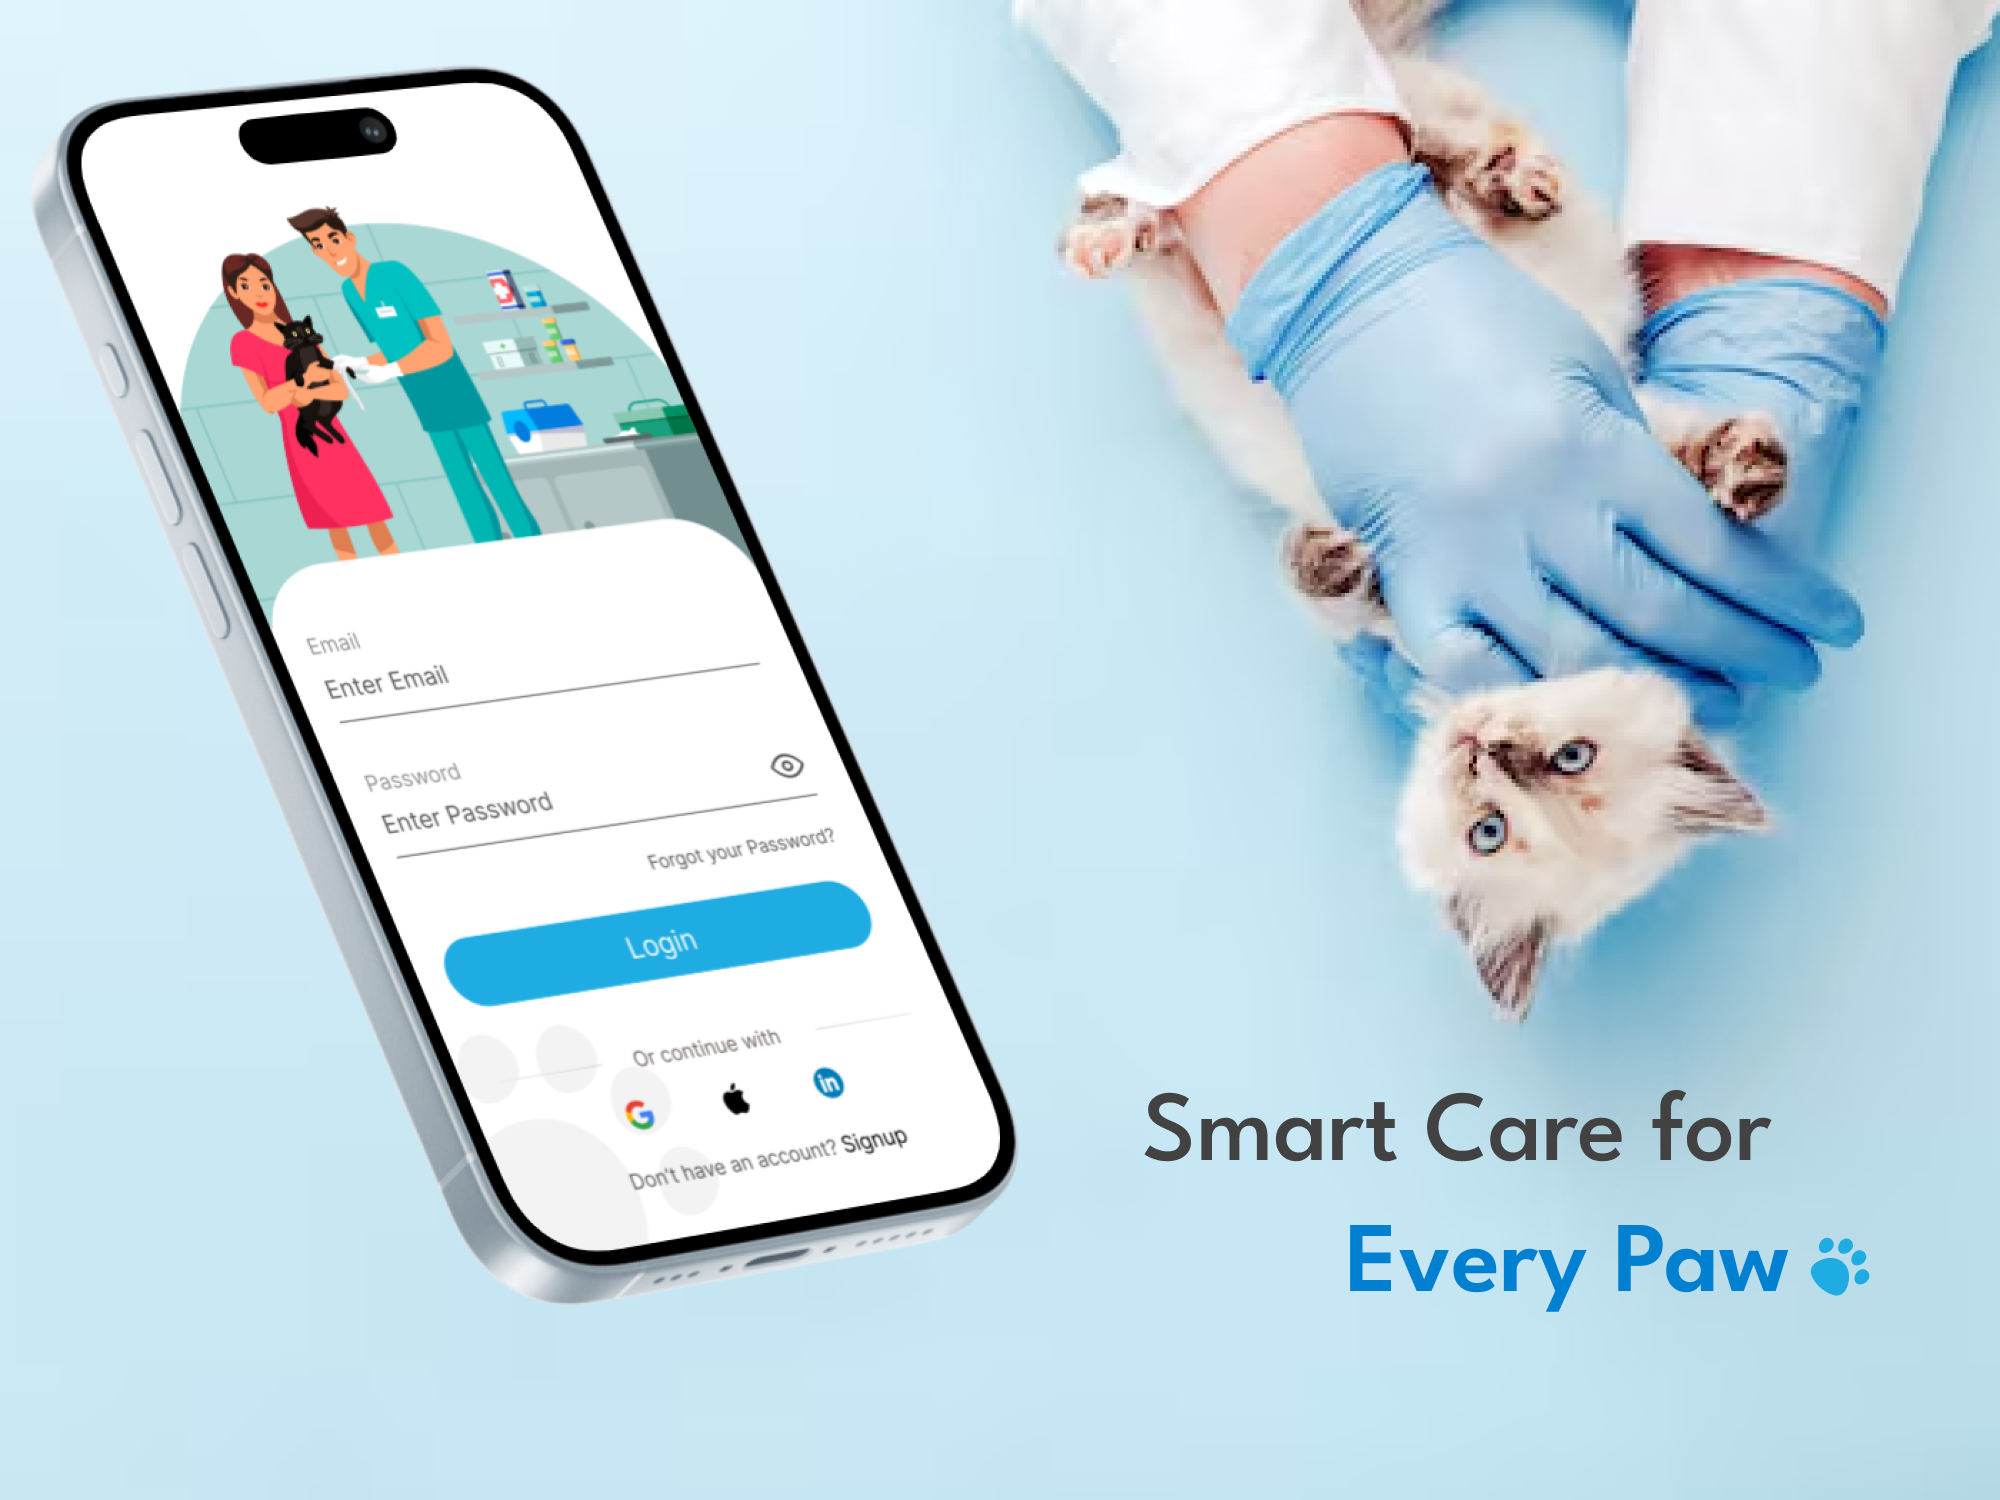 Email
Enter Email
Password
Enter Password
Forgot your Password?
Login
Or continue with
G
in
Don't have an account? Signup
Smart Care for
Every Paw